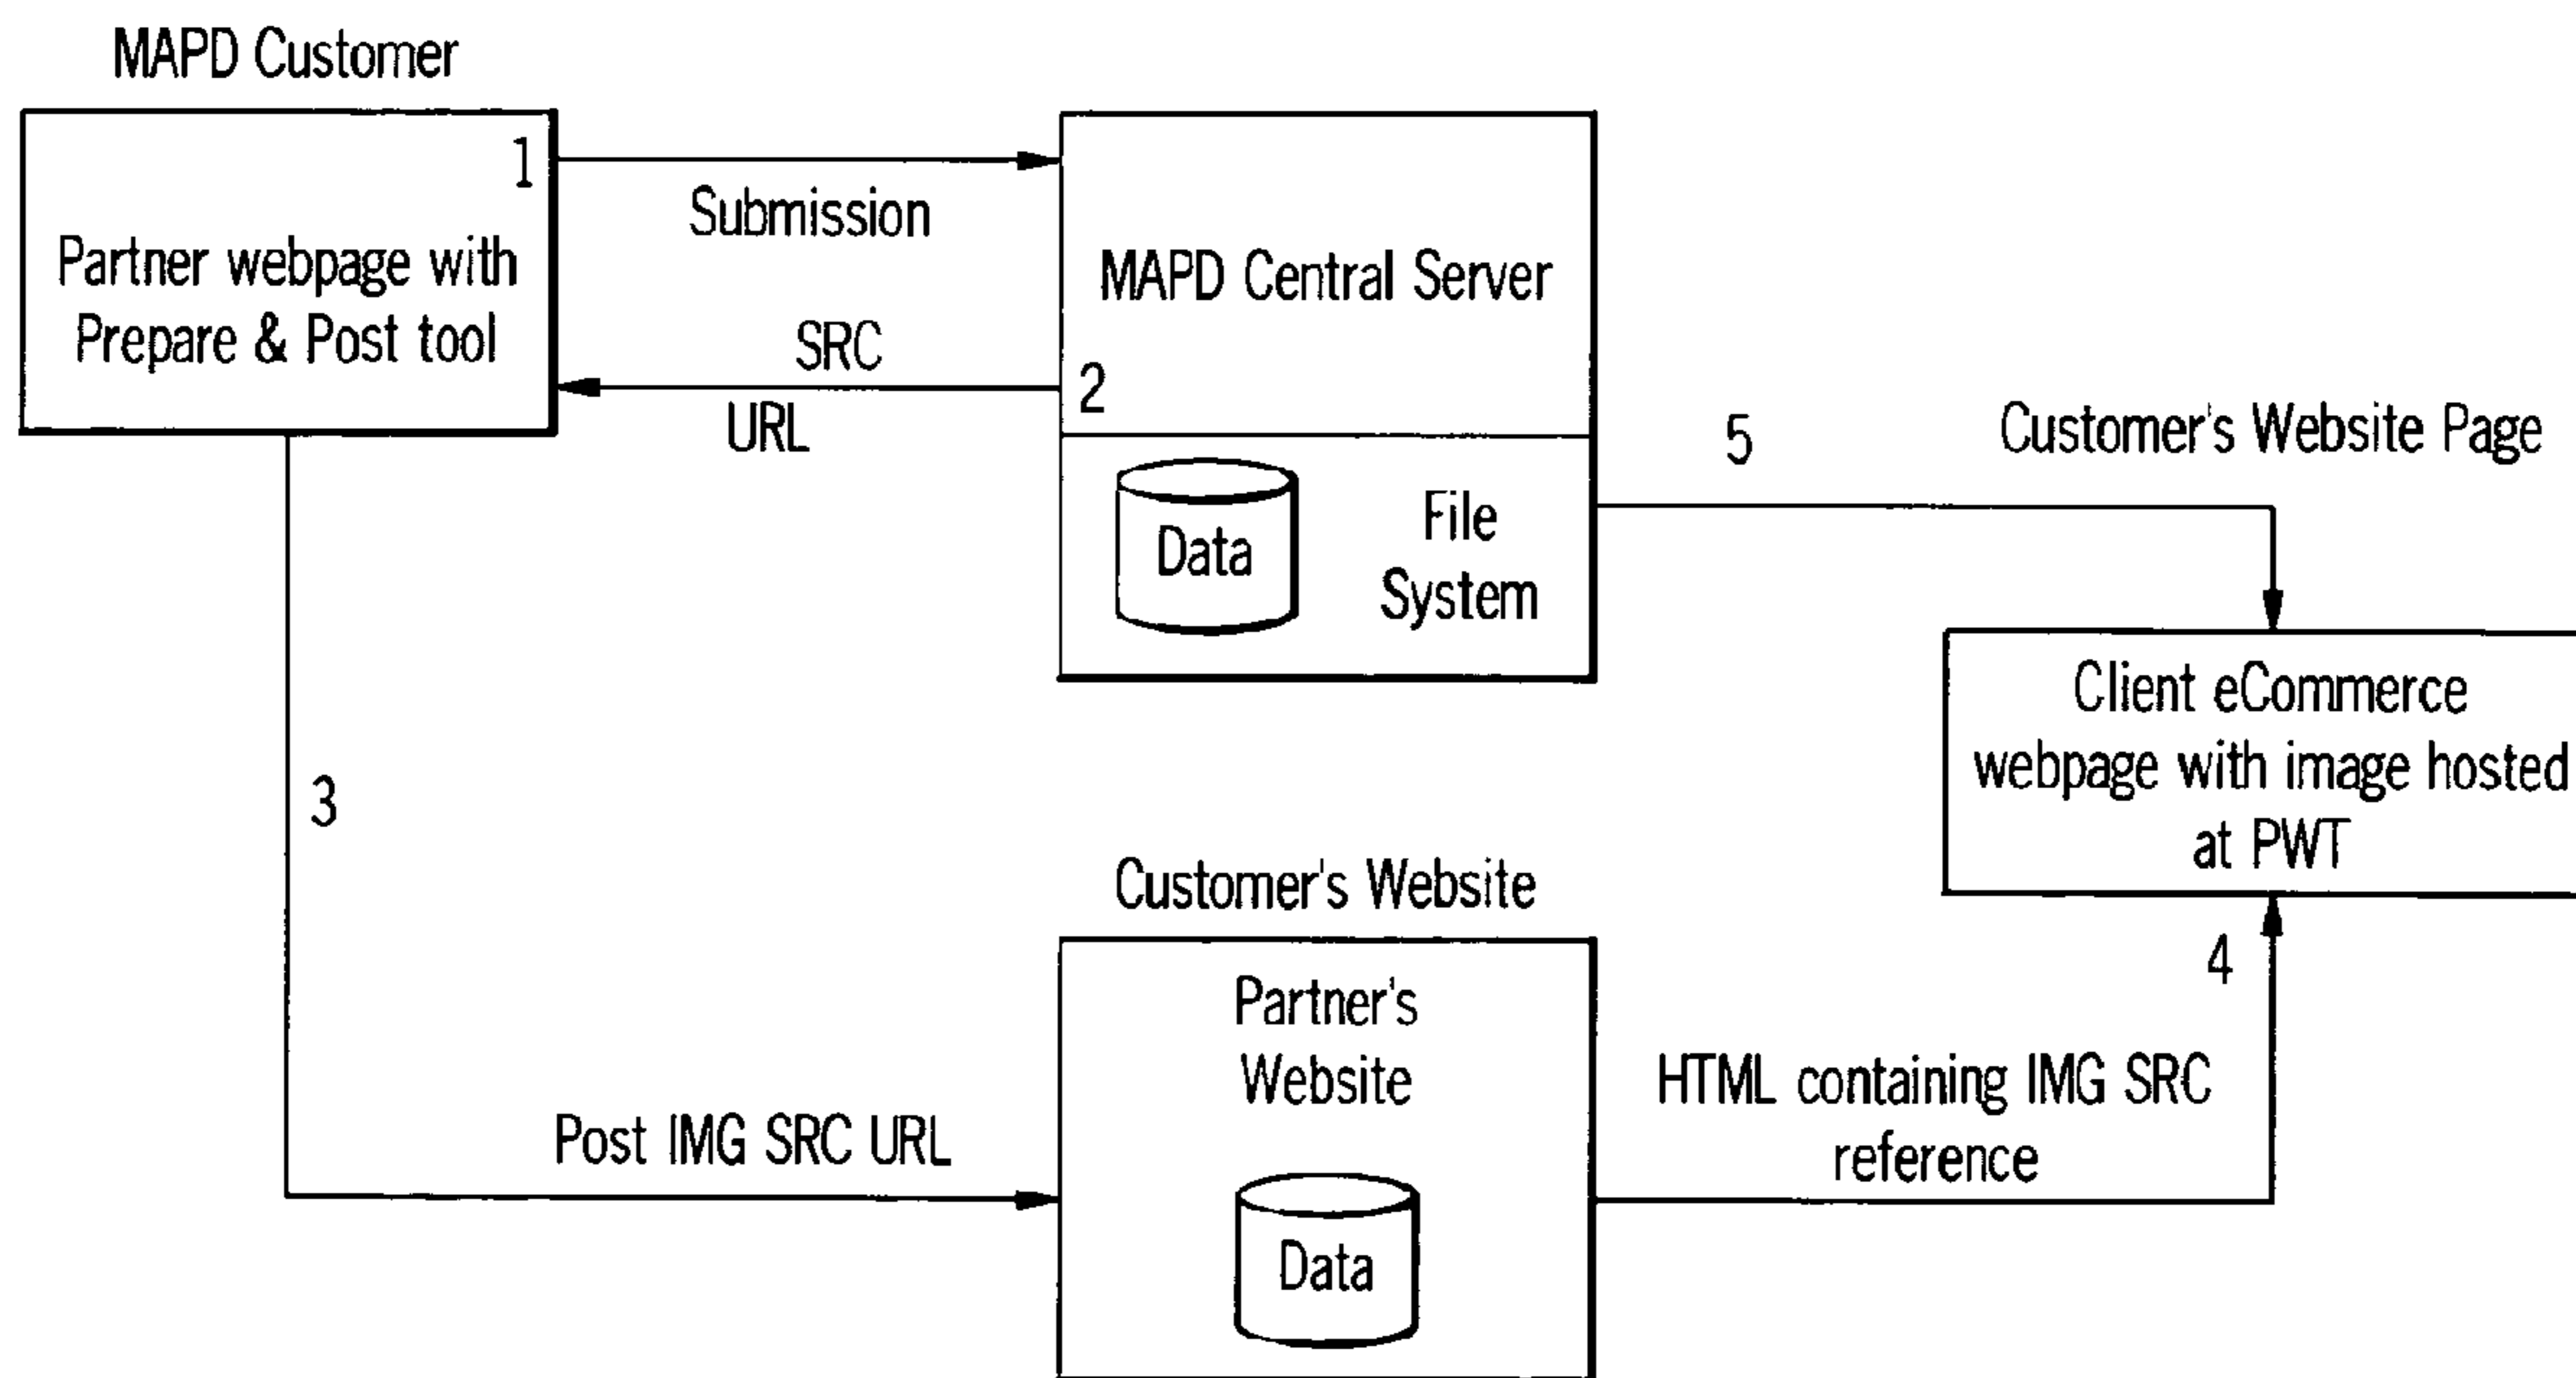 MAPD Customer
1
Partner webpage with
Prepare & Post tool
Submission
SRC
URL
MAPD Central Server
2
Data
File
System
5
Customer's Website Page
Client eCommerce
webpage with image hosted
at PWT
3
Post IMG SRC URL
Customer's Website
Partner's
Website
Data
4
HTML containing IMG SRC
reference